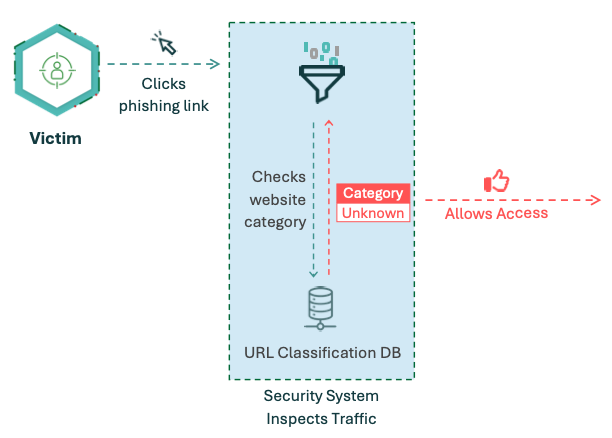 Clicks
phishing link
Victim
Checks
website
category
Category
Unknown
Allows Access
URL Classification DB
Security System
Inspects Traffic